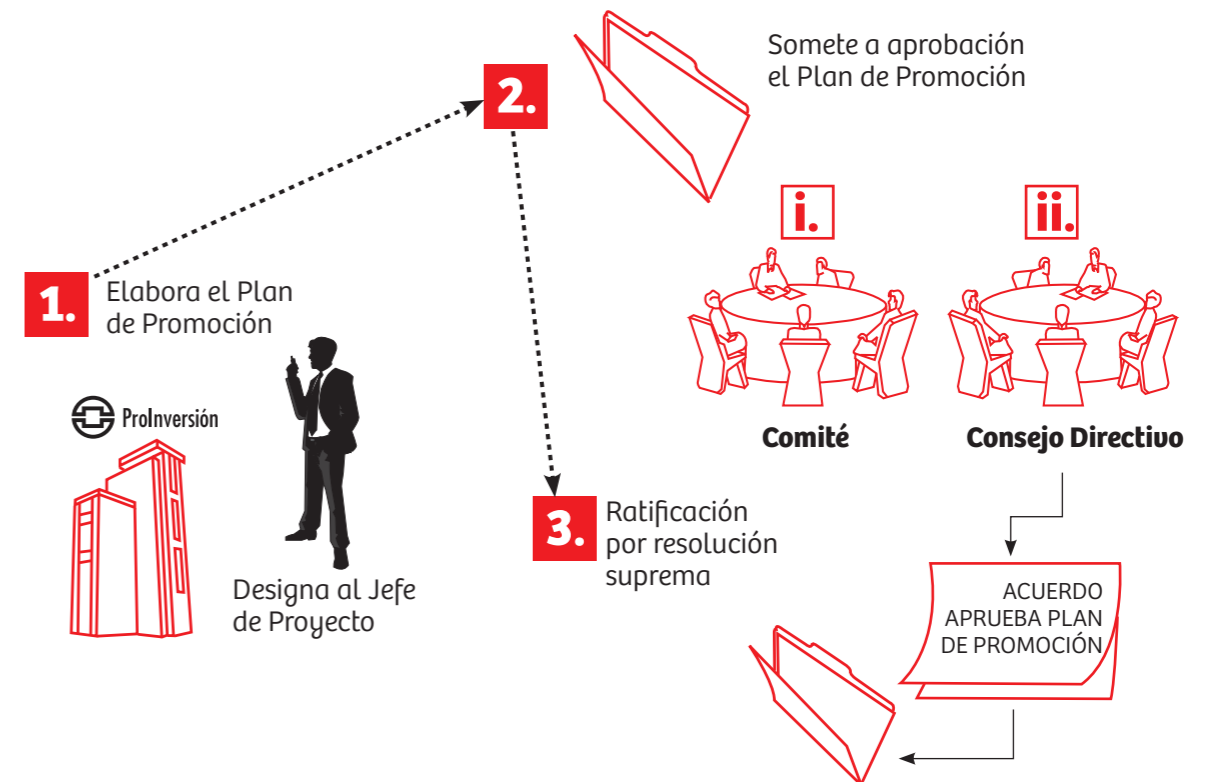 1.
Elabora el Plan
de Promoción
ProInversión
Designa al Jefe
de Proyecto
2.
Somete a aprobación
el Plan de Promoción
i.
Comité
ii.
Consejo Directivo
3.
Ratificación
por resolución
suprema
ACUERDO
APRUEBA PLAN
DE PROMOCIÓN